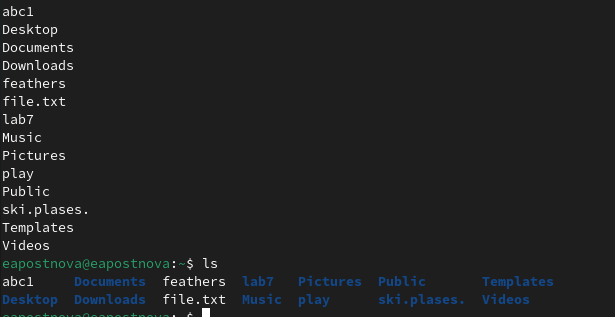 abc1
Desktop
Documents
Downloads
feathers
file.txt
lab7
Music
Pictures
play
Public
ski.plases.
Templates
Videos
eapostnova@eapostnova:~$ ls
abc1 Documents feathers lab7 Pictures Public Templates
Desktop Downloads file.txt Music play ski.plases. Videos
eapostnova@eapostnova:~$